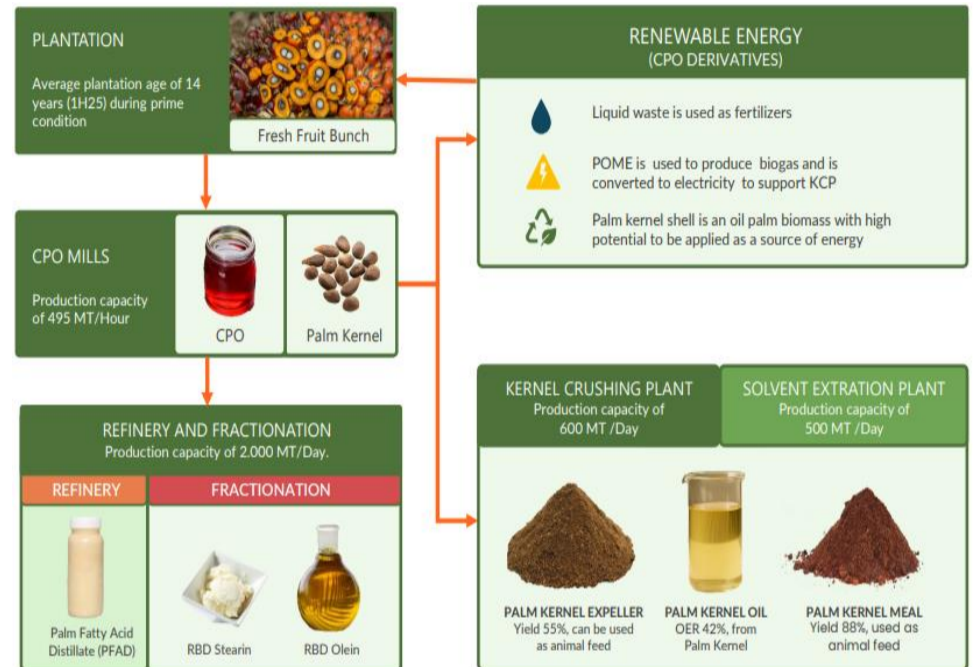 PLANTATION
Average plantation age of 14
years (1H25) during prime
condition
Fresh Fruit Bunch
RENEWABLE ENERGY
(CPO DERIVATIVES)
Liquid waste is used as fertilizers
POME is used to produce biogas and is
converted to electricity to support KCP
Palm kernel shell is an oil palm biomass with high
potential to be applied as a source of energy
CPO MILLS
Production capacity
of 495 MT/Hour
CPO
Palm Kernel
REFINERY AND FRACTIONATION
Production capacity of 2.000 MT/Day.
REFINERY
FRACTIONATION
Palm Fatty Acid
Distillate (PFAD)
RBD Stearin
RBD Olein
KERNEL CRUSHING PLANT
Production capacity of
600 MT /Day
SOLVENT EXTRATION PLANT
Production capacity of
500 MT /Day
PALM KERNEL EXPELLER
Yield 55%, can be used
as animal feed
PALM KERNEL OIL
OER 42%, from
Palm Kernel
PALM KERNEL MEAL
Yield 88%, used as
animal feed